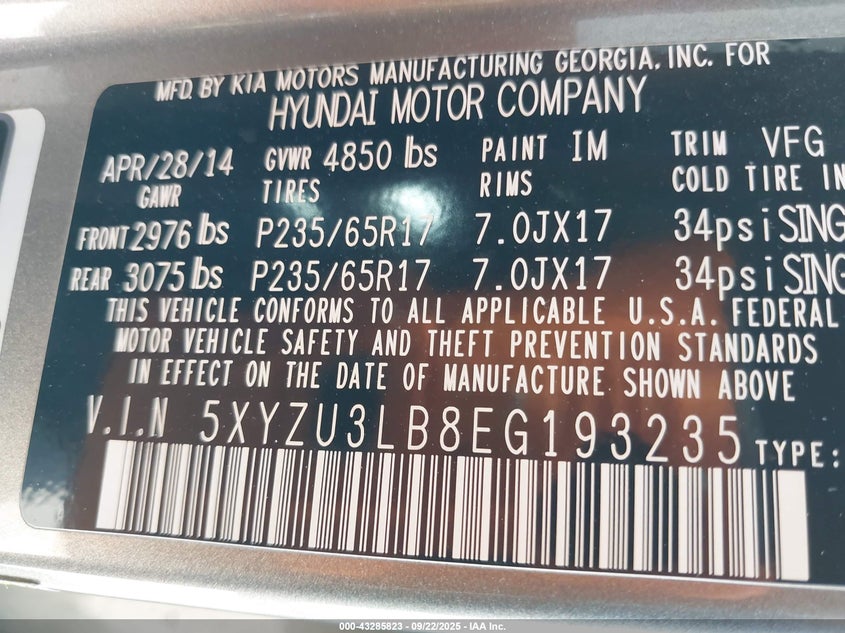 MFD. BY KIA MOTORS MANUFACTURING GEORGIA, INC. FOR
HYUNDAI MOTOR COMPANY
APR/28/14 GVWR 4850 lbs PAINT IM TRIM VFG
GAWR TIRES RIMS COLD TIRE IN
FRONT 2976 lbs P235/65R17 7.0JX17 34psi SING
REAR 3075 lbs P235/65R17 7.0JX17 34psi SING
THIS VEHICLE CONFORMS TO ALL APPLICABLE U.S.A. FEDERAL
MOTOR VEHICLE SAFETY AND THEFT PREVENTION STANDARDS
IN EFFECT ON THE DATE OF MANUFACTURE SHOWN ABOVE
V.I.N 5XYZU3LB8EG193235 TYPE:
000-43285823 - 09/22/2025 - IAA Inc.